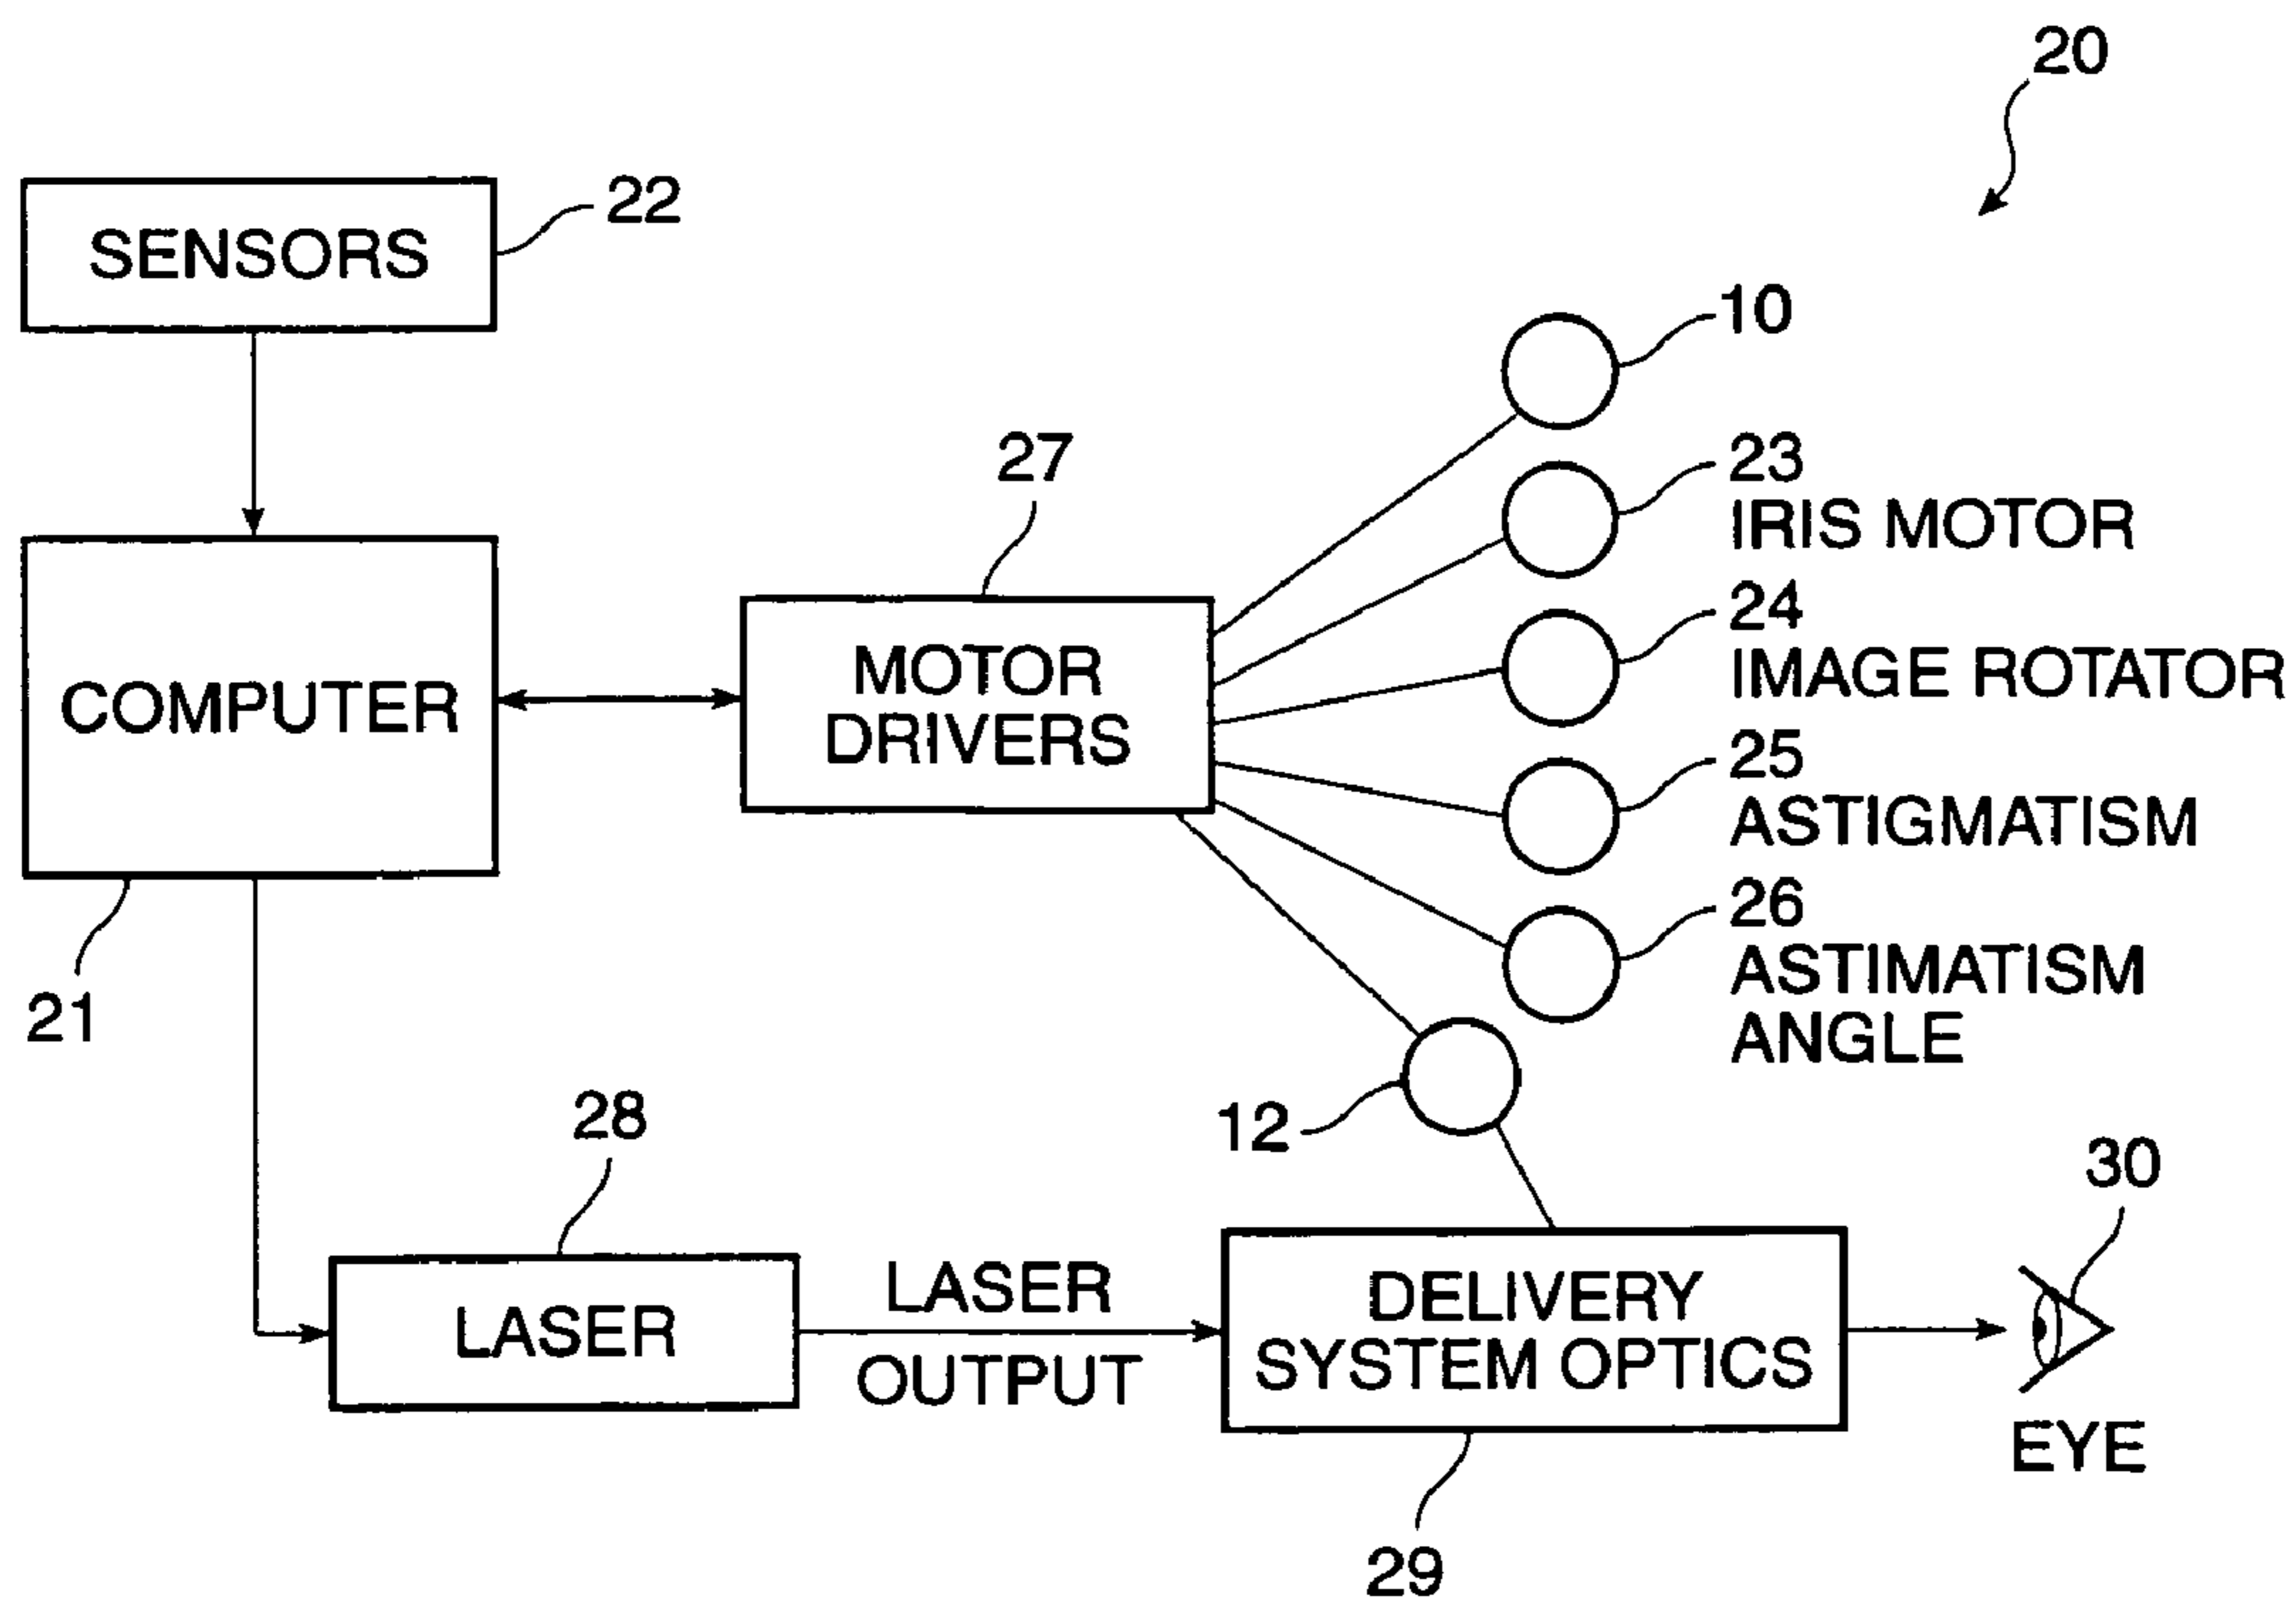 20
SENSORS
22
10
23
IRIS MOTOR
27
24
IMAGE ROTATOR
COMPUTER
MOTOR
DRIVERS
25
ASTIGMATISM
26
ASTIMATISM
ANGLE
21
12
28
30
LASER
LASER
OUTPUT
DELIVERY
SYSTEM OPTICS
EYE
29